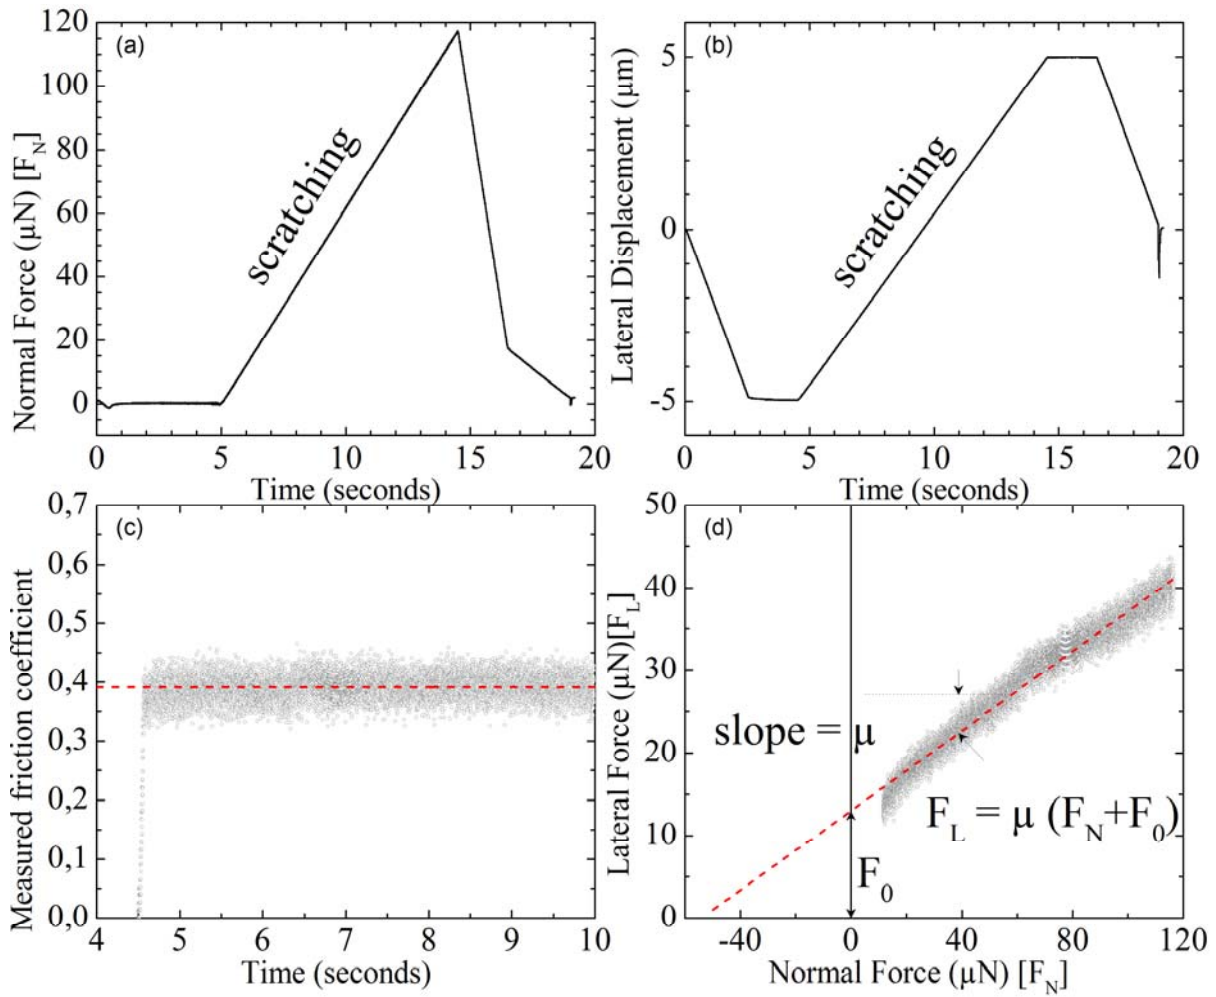 (a)
Normal Force (μN) [F_N]
120
100
80
60
40
20
0
scratching
0 5 10 15 20
Time (seconds)
(b)
Lateral Displacement (μm)
5
0
-5
scratching
0 5 10 15 20
Time (seconds)
(c)
Measured friction coefficient
0,7
0,6
0,5
0,4
0,3
0,2
0,1
0,0
4 5 6 7 8 9 10
Time (seconds)
(d)
Lateral Force (μN)[F_L]
50
40
30
20
10
0
slope = μ
F_L = μ (F_N+F_0)
F_0
-40 0 40 80 120
Normal Force (μN) [F_N]